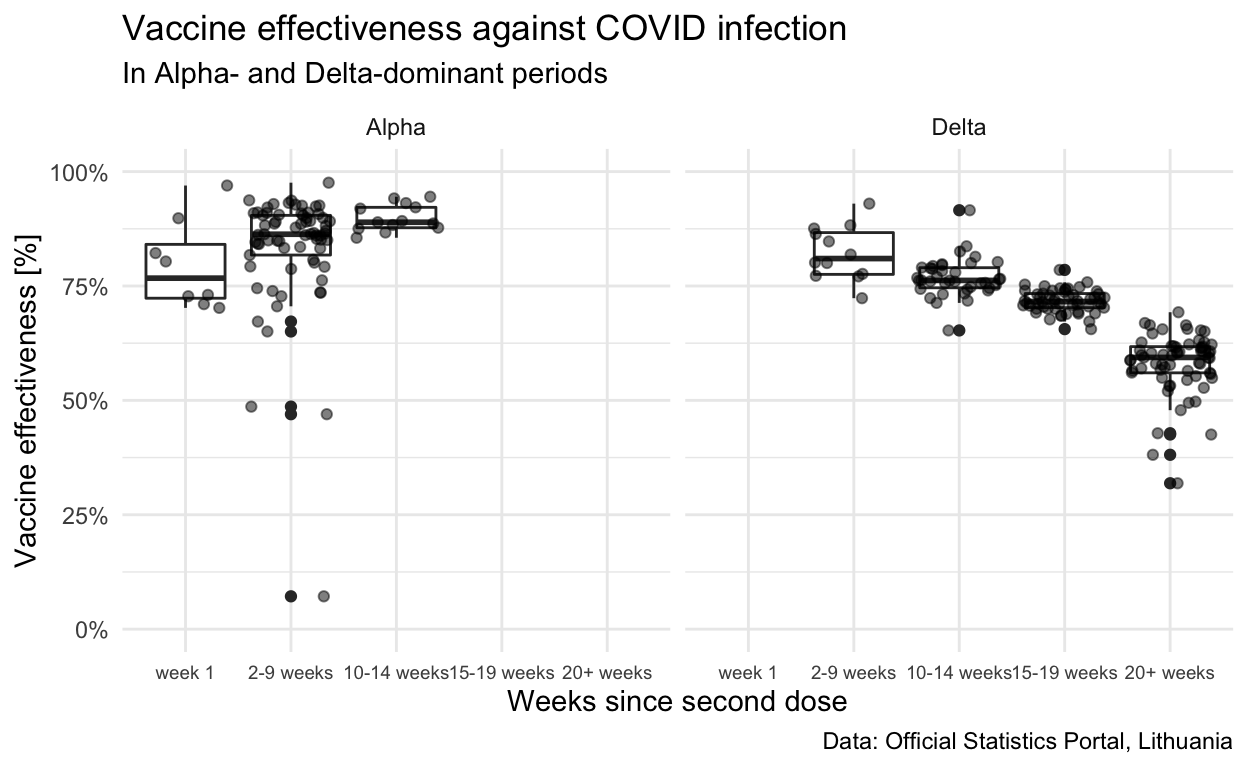 Vaccine effectiveness against COVID infection
In Alpha- and Delta-dominant periods
Alpha
Delta
100%
75%
50%
25%
0%
Vaccine effectiveness [%]
week 1 2-9 weeks 10-14 weeks 15-19 weeks 20+ weeks
week 1 2-9 weeks 10-14 weeks 15-19 weeks 20+ weeks
Weeks since second dose
Data: Official Statistics Portal, Lithuania